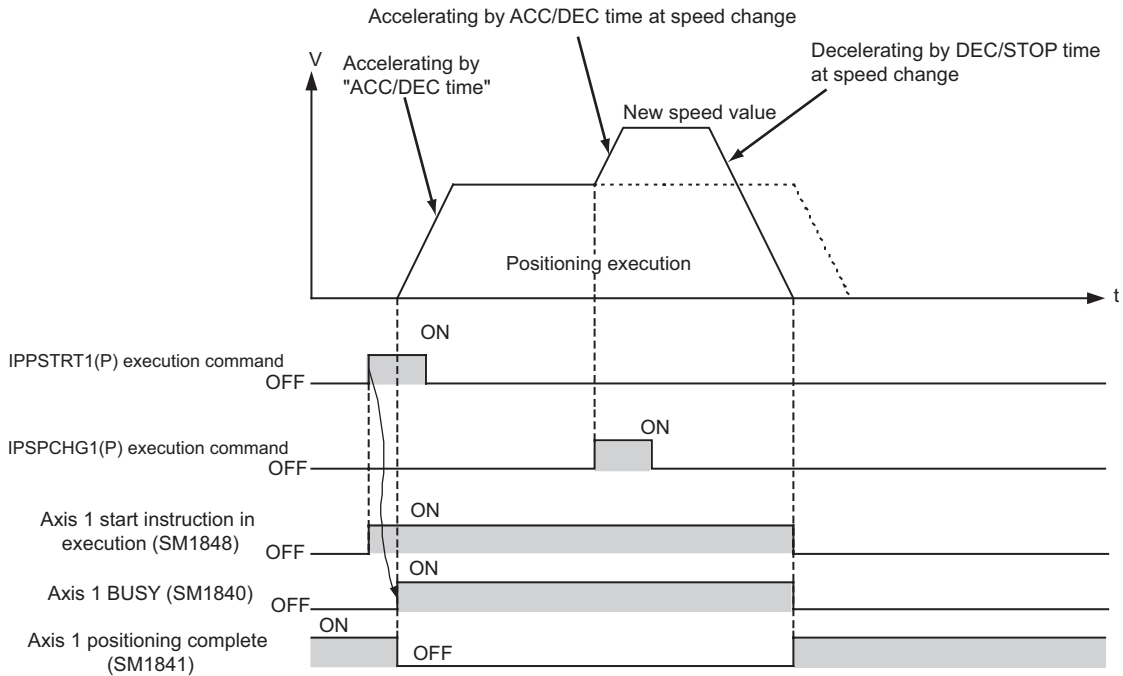 Accelerating by ACC/DEC time at speed change
Decelerating by DEC/STOP time
at speed change
V
Accelerating by
"ACC/DEC time"
New speed value
Positioning execution
t
ON
IPPSTRT1(P) execution command
OFF
ON
IPSPCHG1(P) execution command
OFF
ON
Axis 1 start instruction in
execution (SM1848)
OFF
ON
Axis 1 BUSY (SM1840)
OFF
ON
Axis 1 positioning complete
(SM1841)
OFF